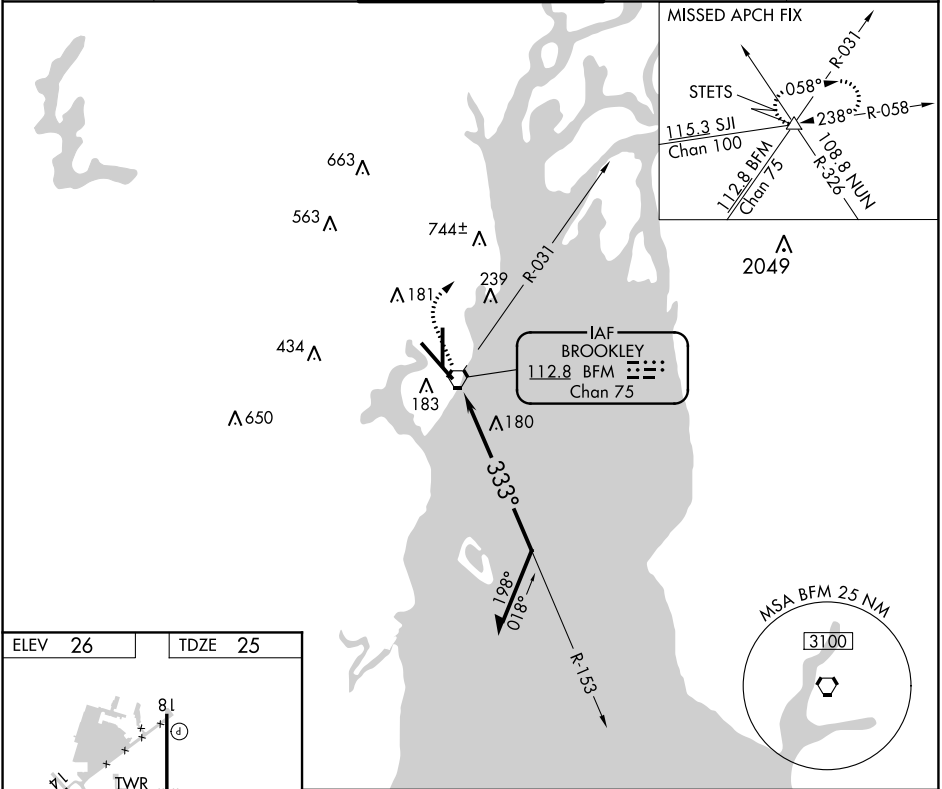 MISSED APCH FIX
R-031
STETS
058°
238°
R-058
115.3 SJI
Chan 100
112.8 BFM
Chan 75
108.8 NUN
R-326
2049
663
563
744±
R-031
239
181
434
IAF
BROOKLEY
112.8 BFM
Chan 75
183
180
650
333°
198°
018°
R-153
MSA BFM 25 NM
3100
ELEV 26
TDZE 25
18
P
14
TWR